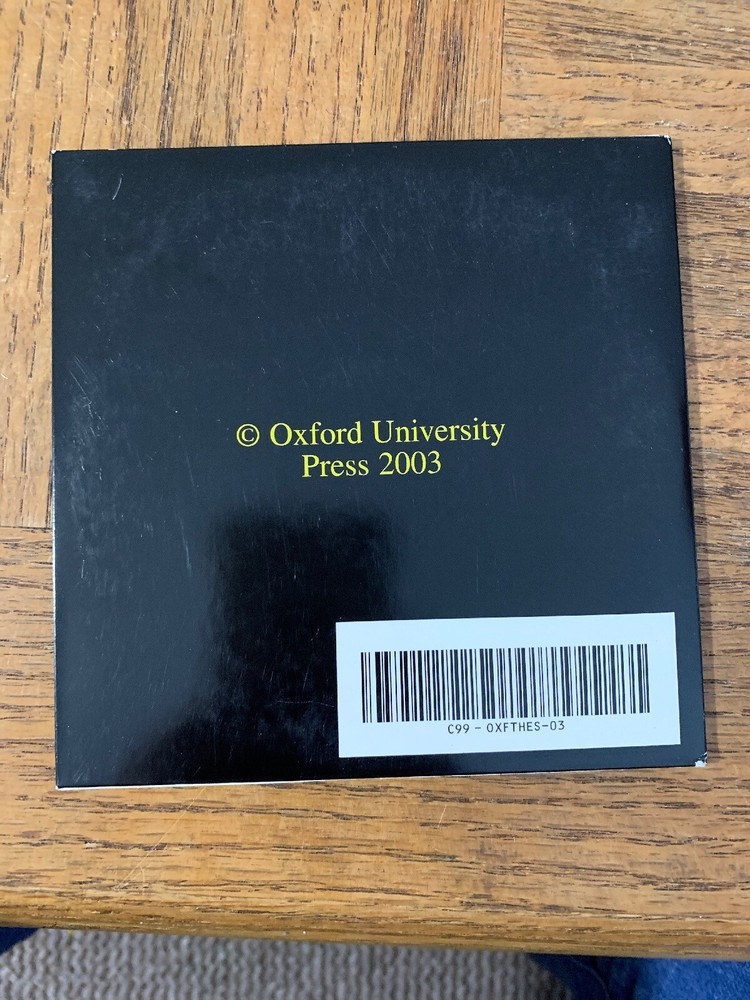 © Oxford University
Press 2003
C99-OXFTHES-03